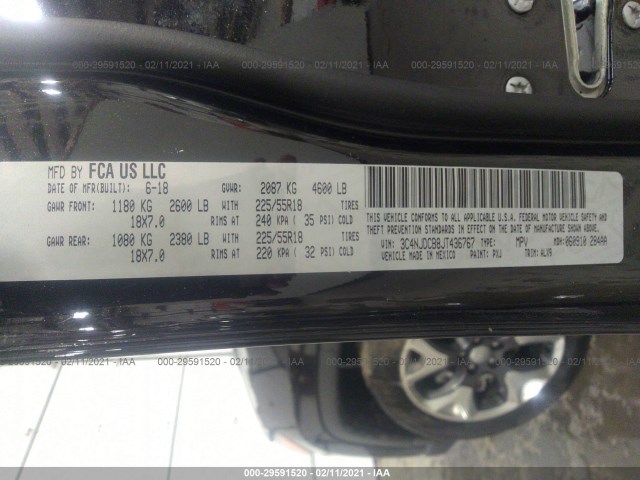 000-29591520 - 02/11/2021 - IAA
MFD BY FCA US LLC
DATE OF MFR(BUILT): 6-18 GVWR: 2087 KG 4600 LB
GAWR FRONT: 1180 KG 2600 LB WITH 225/55R18 TIRES
18X7.0 RIMS AT 240 KPA ( 35 PSI) COLD
GAWR REAR: 1080 KG 2380 LB WITH 225/55R18 TIRES
18X7.0 RIMS AT 220 KPA ( 32 PSI) COLD
THIS VEHICLE CONFORMS TO ALL APPLICABLE U.S.A. FEDERAL MOTOR VEHICLE SAFETY AND
THEFT PREVENTION STANDARDS IN EFFECT ON THE DATE OF MANUFACTURE SHOWN ABOVE.
VIN: 3C4NJDCB8JT436767 TYPE: MPV
VEHICLE MADE IN MEXICO PAINT: PXJ TRIM: ALX9
000-29591520 - 02/11/2021 - IAA
000-29591520 - 02/11/2021 - IAA